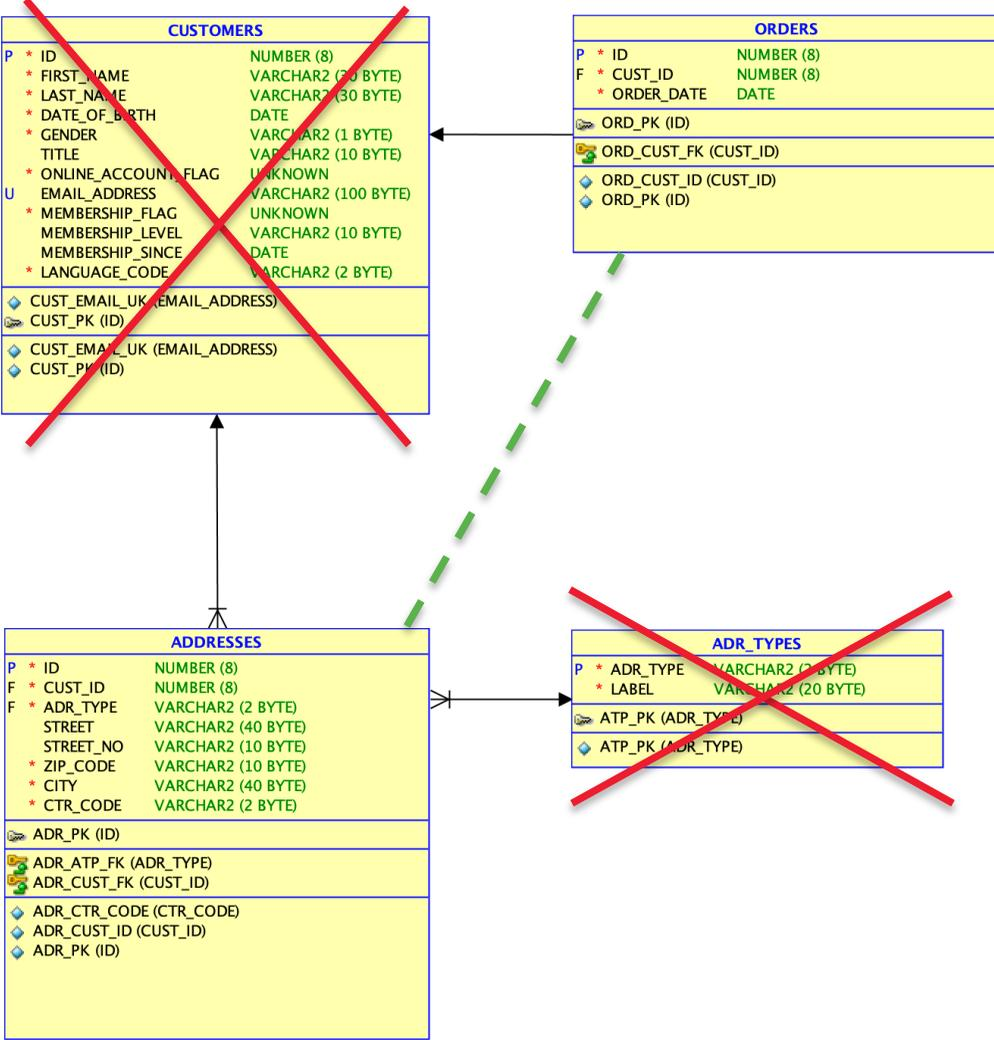 CUSTOMERS
P * ID NUMBER (8)
* FIRST_NAME VARCHAR2 (30 BYTE)
* LAST_NAME VARCHAR2 (30 BYTE)
* DATE_OF_BIRTH DATE
* GENDER VARCHAR2 (1 BYTE)
TITLE VARCHAR2 (10 BYTE)
* ONLINE_ACCOUNT_FLAG UNKNOWN
U EMAIL_ADDRESS VARCHAR2 (100 BYTE)
* MEMBERSHIP_FLAG UNKNOWN
MEMBERSHIP_LEVEL VARCHAR2 (10 BYTE)
MEMBERSHIP_SINCE DATE
* LANGUAGE_CODE VARCHAR2 (2 BYTE)
CUST_EMAIL_UK (EMAIL_ADDRESS)
CUST_PK (ID)
CUST_EMAIL_UK (EMAIL_ADDRESS)
CUST_PK (ID)
ORDERS
P * ID NUMBER (8)
F * CUST_ID NUMBER (8)
* ORDER_DATE DATE
ORD_PK (ID)
ORD_CUST_FK (CUST_ID)
ORD_CUST_ID (CUST_ID)
ORD_PK (ID)
ADDRESSES
P * ID NUMBER (8)
F * CUST_ID NUMBER (8)
F * ADR_TYPE VARCHAR2 (2 BYTE)
STREET VARCHAR2 (40 BYTE)
STREET_NO VARCHAR2 (10 BYTE)
* ZIP_CODE VARCHAR2 (10 BYTE)
* CITY VARCHAR2 (40 BYTE)
* CTR_CODE VARCHAR2 (2 BYTE)
ADR_PK (ID)
ADR_ATP_FK (ADR_TYPE)
ADR_CUST_FK (CUST_ID)
ADR_CTR_CODE (CTR_CODE)
ADR_CUST_ID (CUST_ID)
ADR_PK (ID)
ADR_TYPES
P * ADR_TYPE VARCHAR2 (2 BYTE)
* LABEL VARCHAR2 (20 BYTE)
ATP_PK (ADR_TYPE)
ATP_PK (ADR_TYPE)